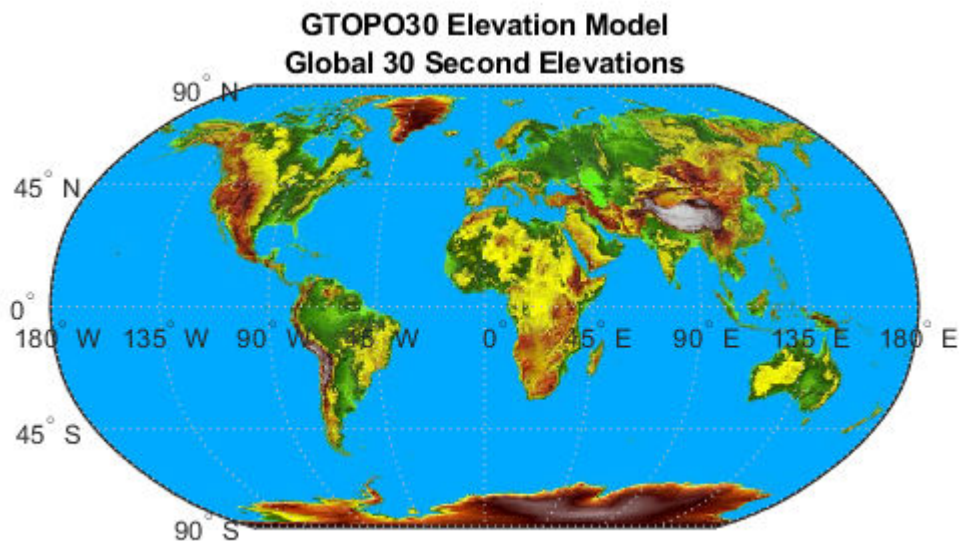 GTOPO30 Elevation Model
Global 30 Second Elevations
90° N
45° N
0°
180° W 135° W 90° W 45° W 0° 45° E 90° E 135° E 180° E
45° S
90° S